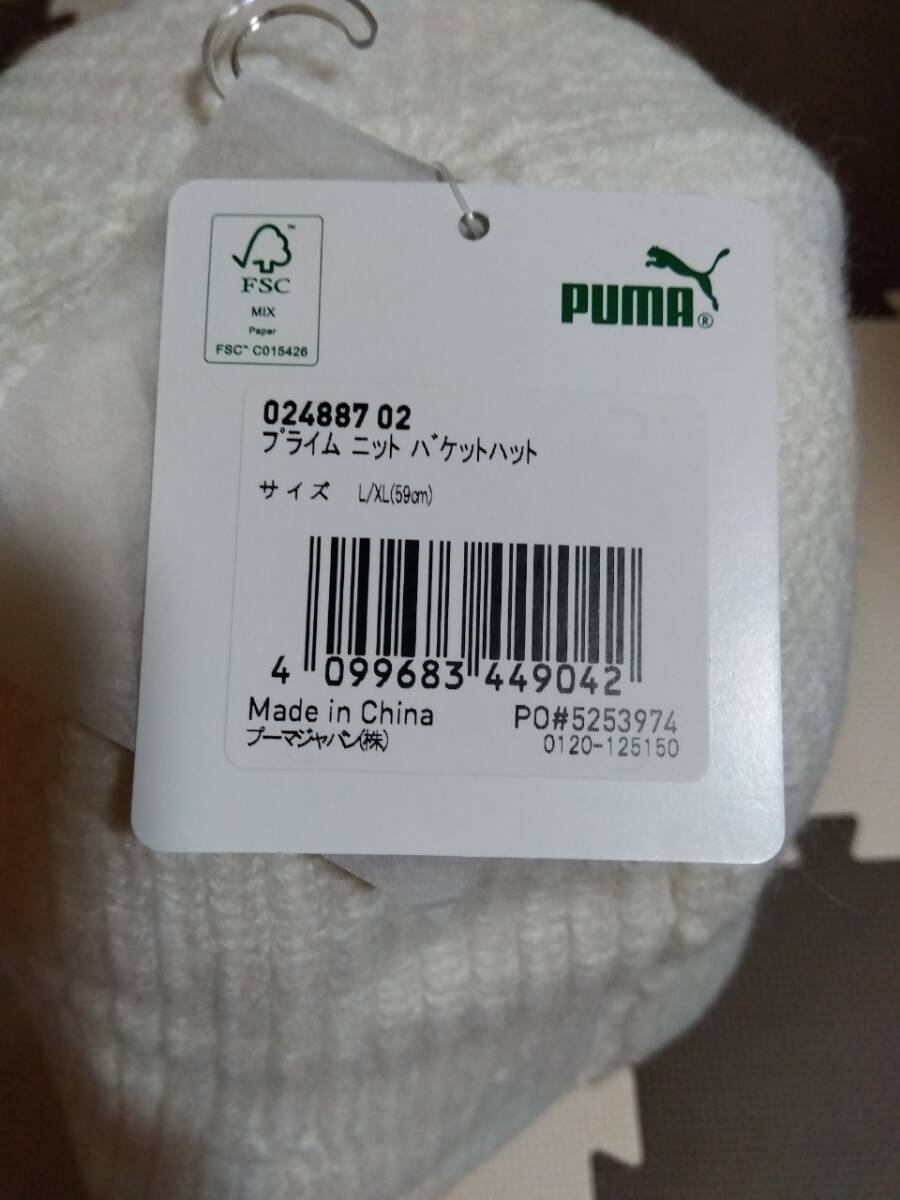 FSC™
MIX
Paper
FSC™ C015426
PUMA®
024887 02
プライム ニット バケットハット
サイズ L/XL(59cm)
4 099683 449042
Made in China
PO#5253974
プーマジャパン(株)
0120-125150